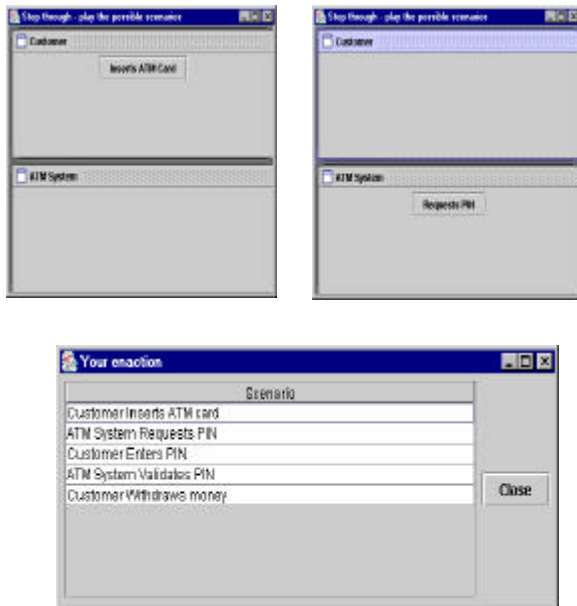 Step through - play the possible scenarios
Customer
Inserts ATM Card
ATM System
Step through - play the possible scenarios
Customer
ATM System
Requests PIN
Your enaction
Scenario
Customer Inserts ATM card
ATM System Requests PIN
Customer Enters PIN
ATM System Validates PIN
Customer Withdraws money
Close